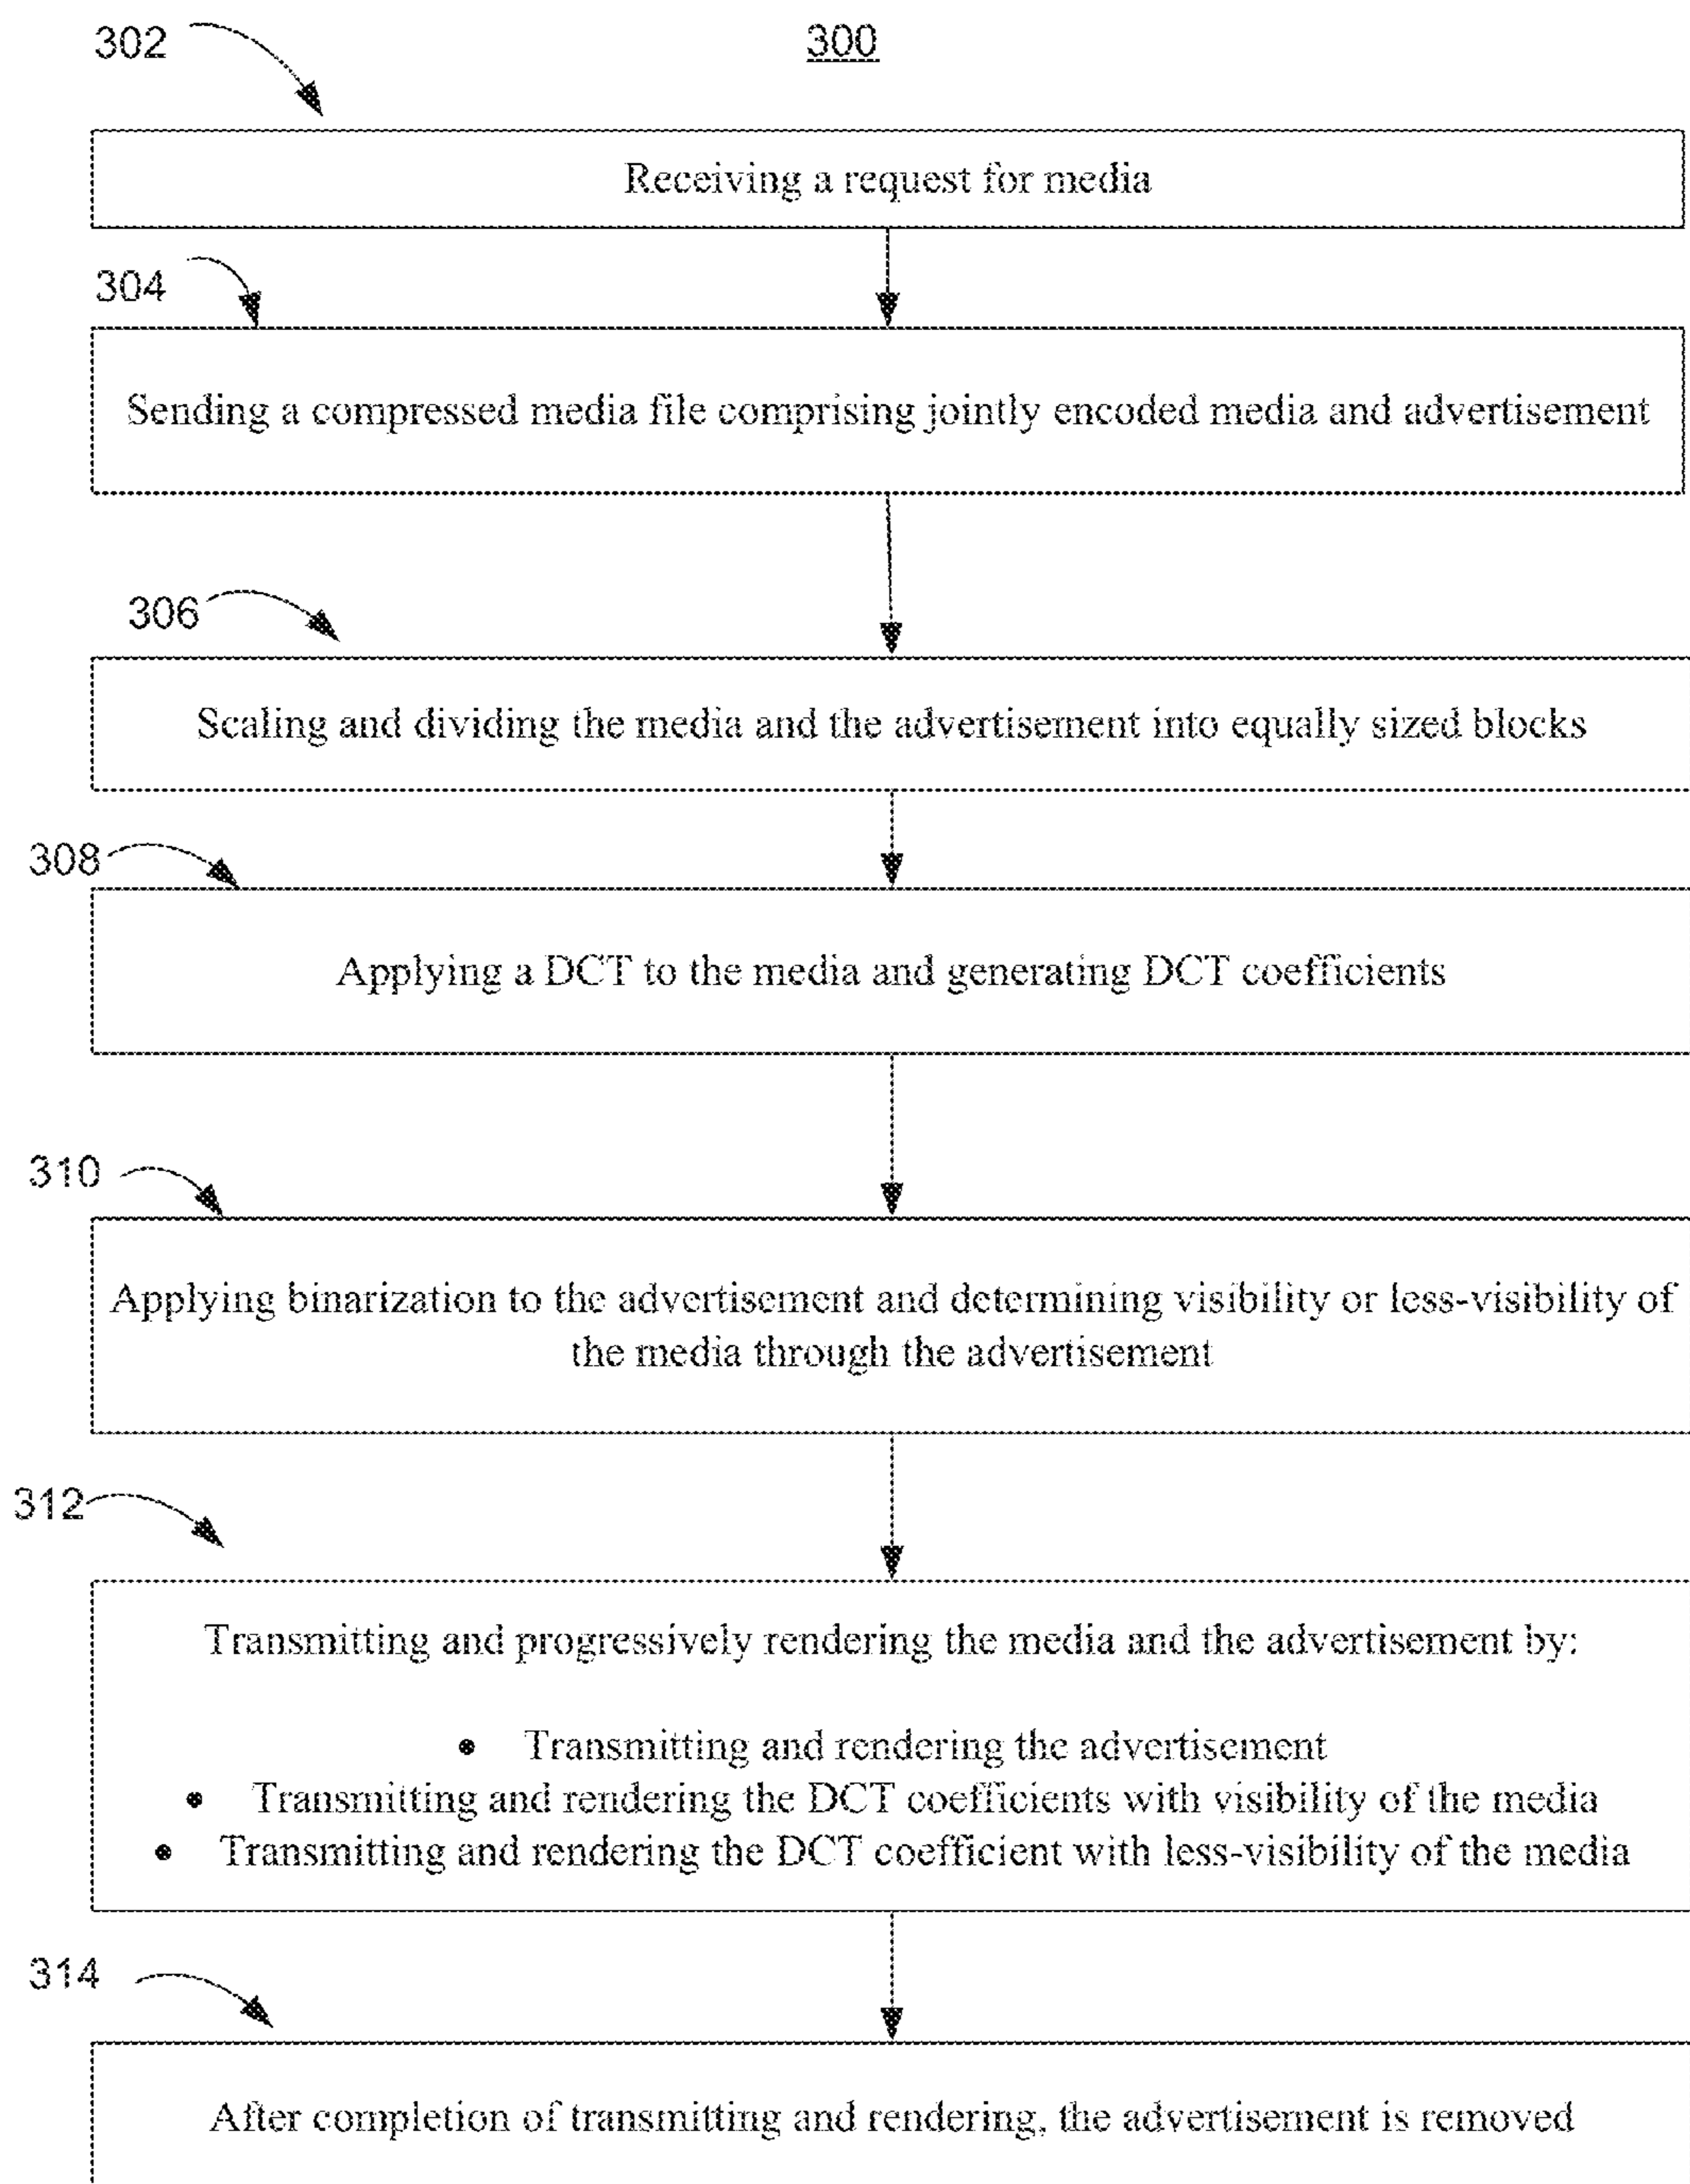 302
300
Receiving a request for media
304
Sending a compressed media file comprising jointly encoded media and advertisement
306
Scaling and dividing the media and the advertisement into equally sized blocks
308
Applying a DCT to the media and generating DCT coefficients
310
Applying binarization to the advertisement and determining visibility or less-visibility of
the media through the advertisement
312
Transmitting and progressively rendering the media and the advertisement by:
• Transmitting and rendering the advertisement
• Transmitting and rendering the DCT coefficients with visibility of the media
• Transmitting and rendering the DCT coefficient with less-visibility of the media
314
After completion of transmitting and rendering, the advertisement is removed